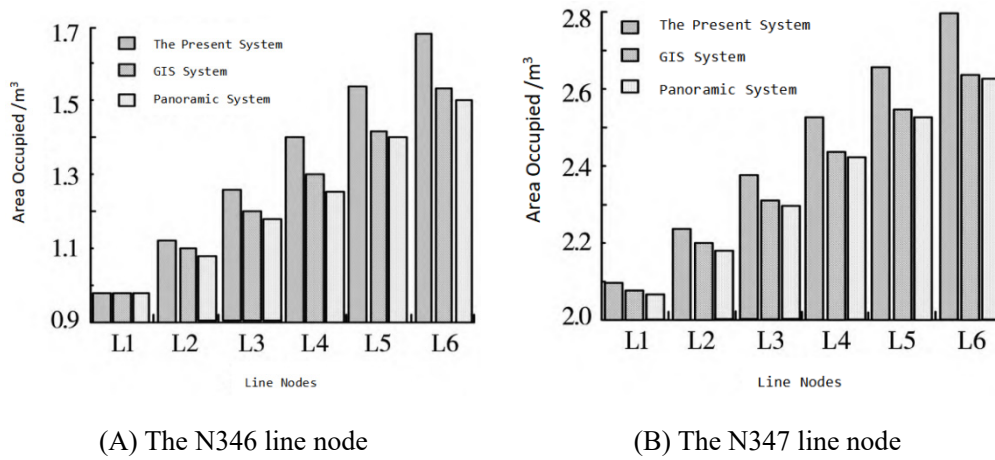 Area Occupied /m³
1.7
1.5
1.3
1.1
0.9
The Present System
GIS System
Panoramic System
L1 L2 L3 L4 L5 L6
Line Nodes
(A) The N346 line node
Area Occupied /m³
2.8
2.6
2.4
2.2
2.0
The Present System
GIS System
Panoramic System
L1 L2 L3 L4 L5 L6
Line Nodes
(B) The N347 line node